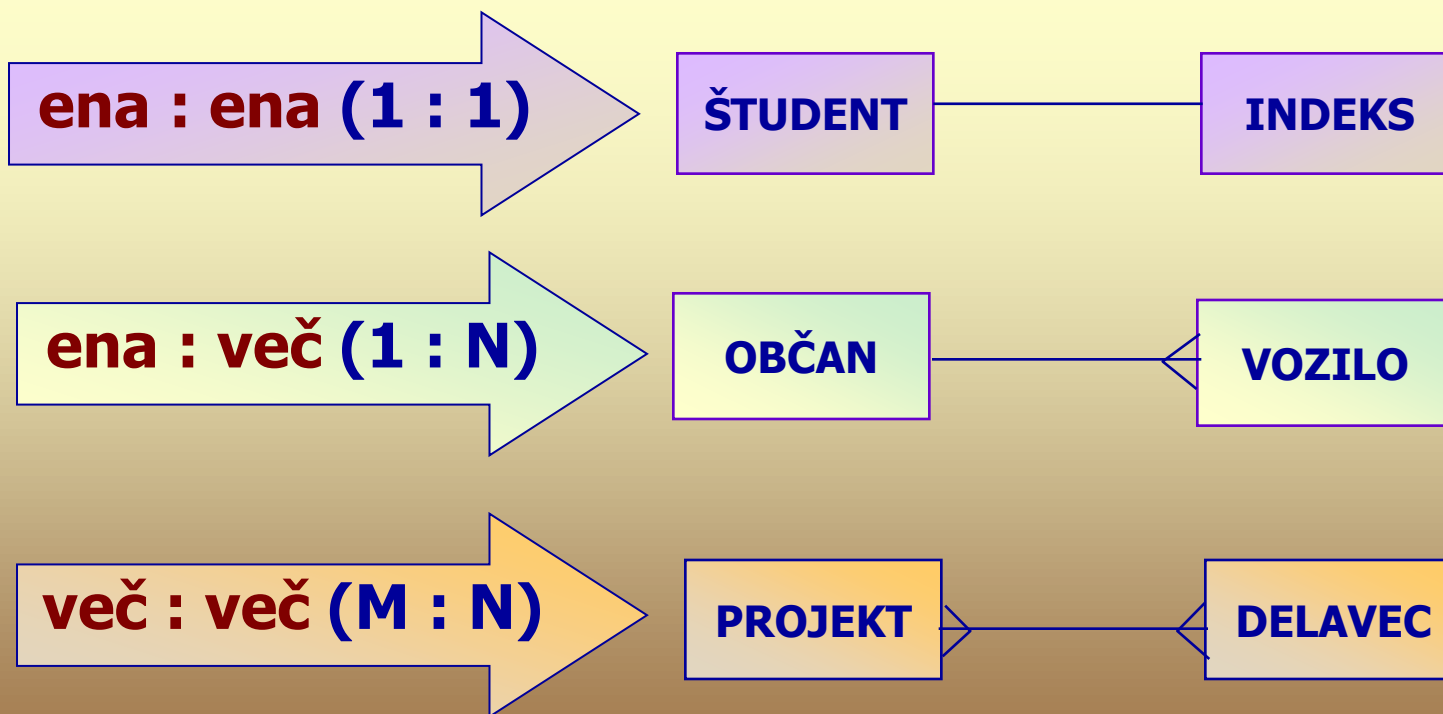 ena : ena (1 : 1) ŠTUDENT INDEKS
ena : več (1 : N) OBČAN VOZILO
več : več (M : N) PROJEKT DELAVEC